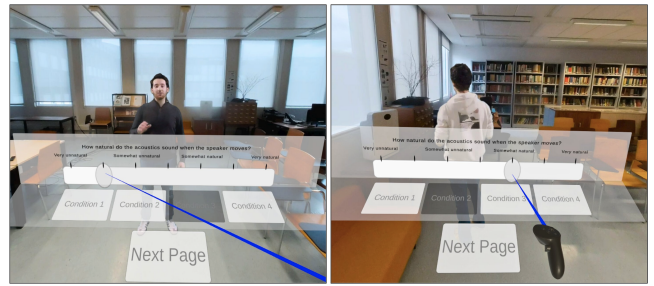 How natural do the acoustics sound when the speaker moves?
Very unnatural Somewhat unnatural Somewhat natural Very natural
Condition 1 Condition 2 Condition 4
Next Page
How natural do the acoustics sound when the speaker moves?
Very unnatural Somewhat unnatural Somewhat natural Very natural
Condition 1 Condition 2 Condition 3 Condition 4
Next Page